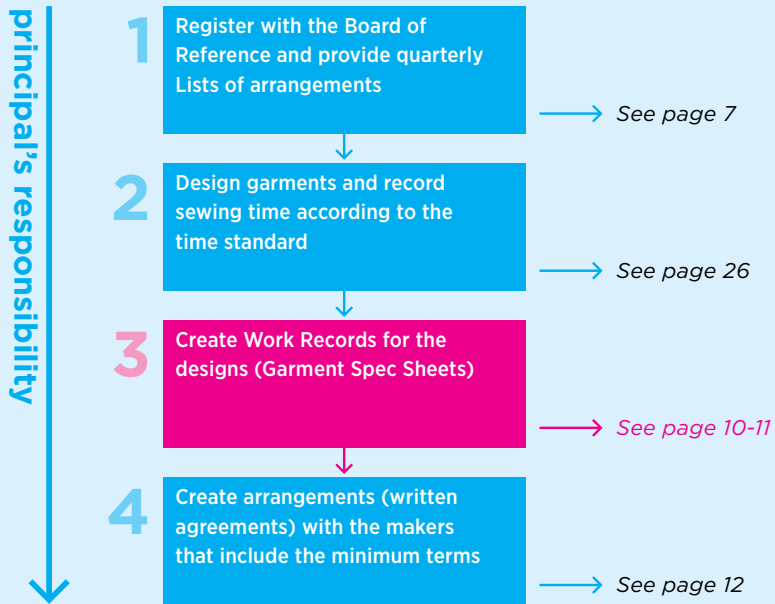 principal's responsibility
1
Register with the Board of
Reference and provide quarterly
Lists of arrangements
See page 7
2
Design garments and record
sewing time according to the
time standard
See page 26
3
Create Work Records for the
designs (Garment Spec Sheets)
See page 10-11
4
Create arrangements (written
agreements) with the makers
that include the minimum terms
See page 12